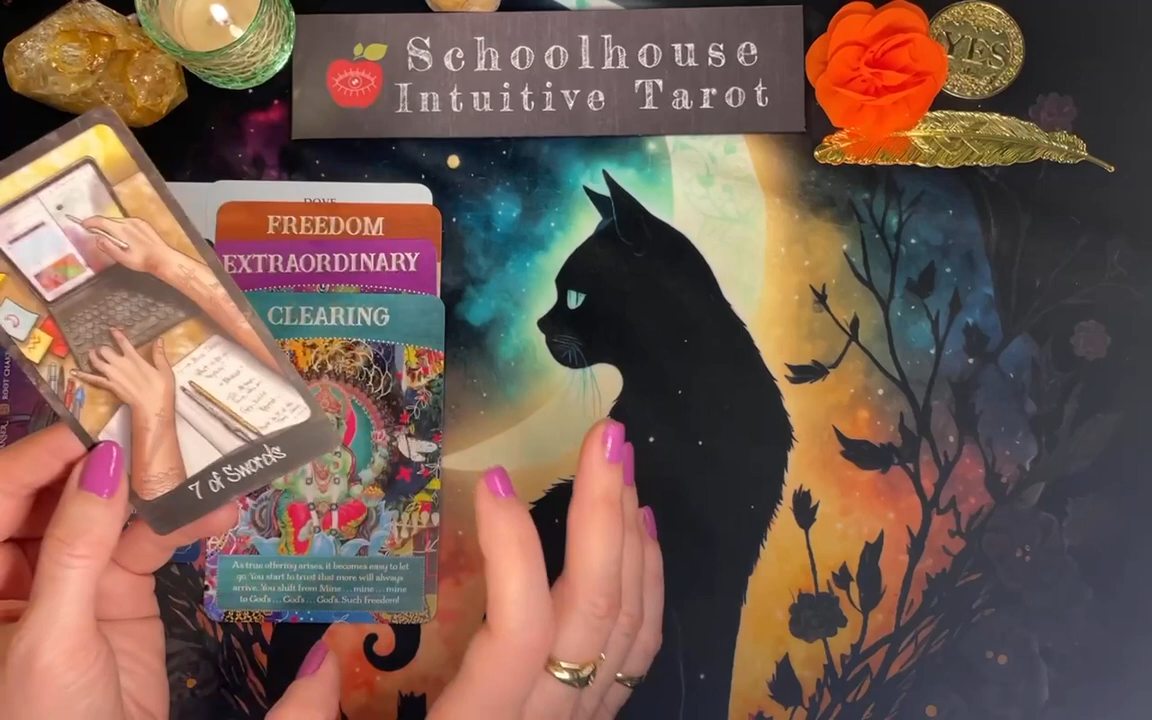 Schoolhouse
Intuitive Tarot
YES
DOVE
FREEDOM
EXTRAORDINARY
CLEARING
7 of Swords
As true offering arises, it becomes easy to let
go. You start to trust that more will always
arrive. You shift from Mine . . . mine . . . mine
to God's . . . God's . . . God's. Such freedom!